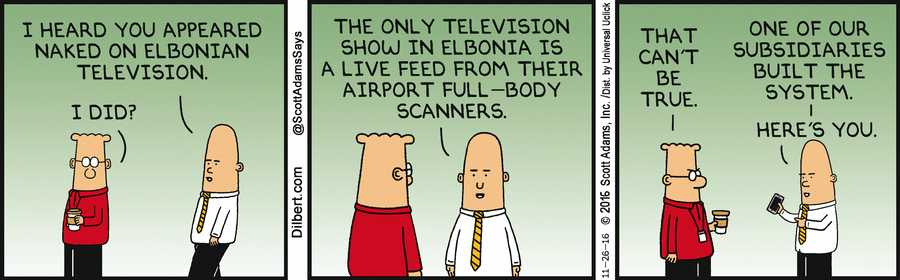 I HEARD YOU APPEARED
NAKED ON ELBONIAN
TELEVISION.
I DID?
Dilbert.com @ScottAdamsSays
THE ONLY TELEVISION
SHOW IN ELBONIA IS
A LIVE FEED FROM THEIR
AIRPORT FULL-BODY
SCANNERS.
11-26-16 © 2016 Scott Adams, Inc. /Dist. by Universal Uclick
THAT
CAN'T
BE
TRUE.
ONE OF OUR
SUBSIDIARIES
BUILT THE
SYSTEM.
HERE'S YOU.